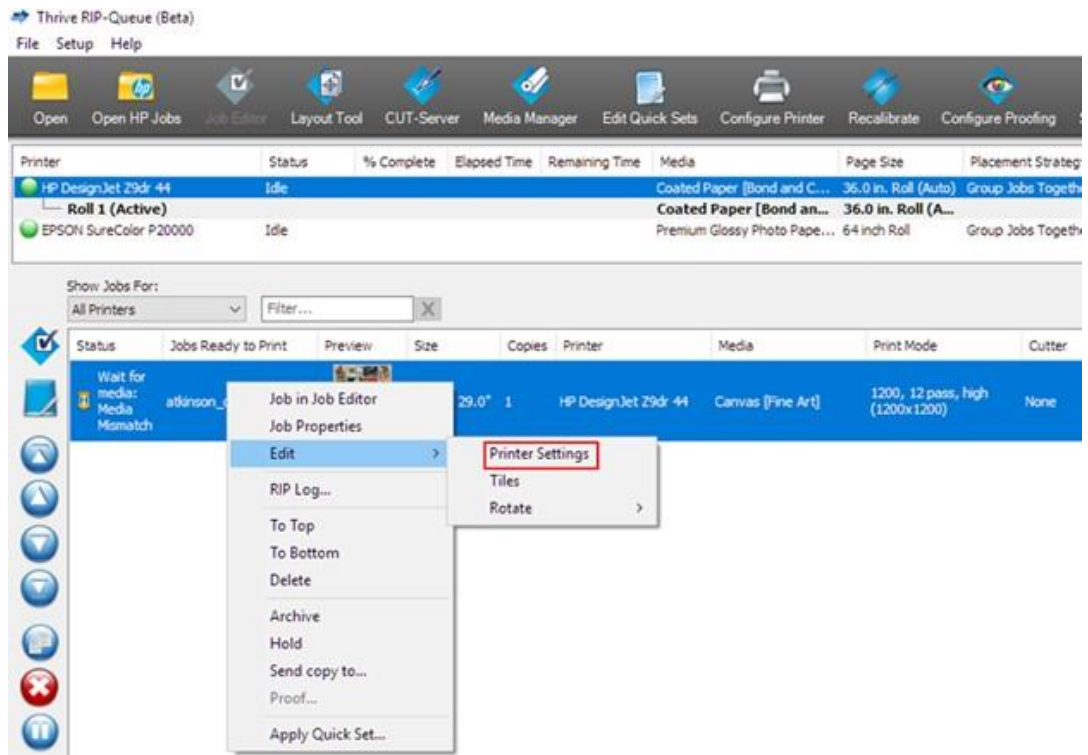 Thrive RIP-Queue (Beta)
File Setup Help
Open Open HP Jobs Job Editor Layout Tool CUT-Server Media Manager Edit Quick Sets Configure Printer Recalibrate Configure Proofing
Printer Status % Complete Elapsed Time Remaining Time Media Page Size Placement Strateg
HP DesignJet Z9dr 44 Idle Coated Paper [Bond and C... 36.0 in. Roll (Auto) Group Jobs Togeth
Roll 1 (Active) Coated Paper [Bond an... 36.0 in. Roll (A...
EPSON SureColor P20000 Idle Premium Glossy Photo Pape... 64 inch Roll Group Jobs Togeth
Show Jobs For:
All Printers Filter... X
Status Jobs Ready to Print Preview Size Copies Printer Media Print Mode Cutter
Wait for
media:
Media
Mismatch
atkinson_ 29.0" 1 HP DesignJet Z9dr 44 Canvas [Fine Art] 1200, 12 pass, high
(1200x1200) None
Job in Job Editor
Job Properties
Edit >
Printer Settings
Tiles
Rotate >
RIP Log...
To Top
To Bottom
Delete
Archive
Hold
Send copy to...
Proof...
Apply Quick Set...